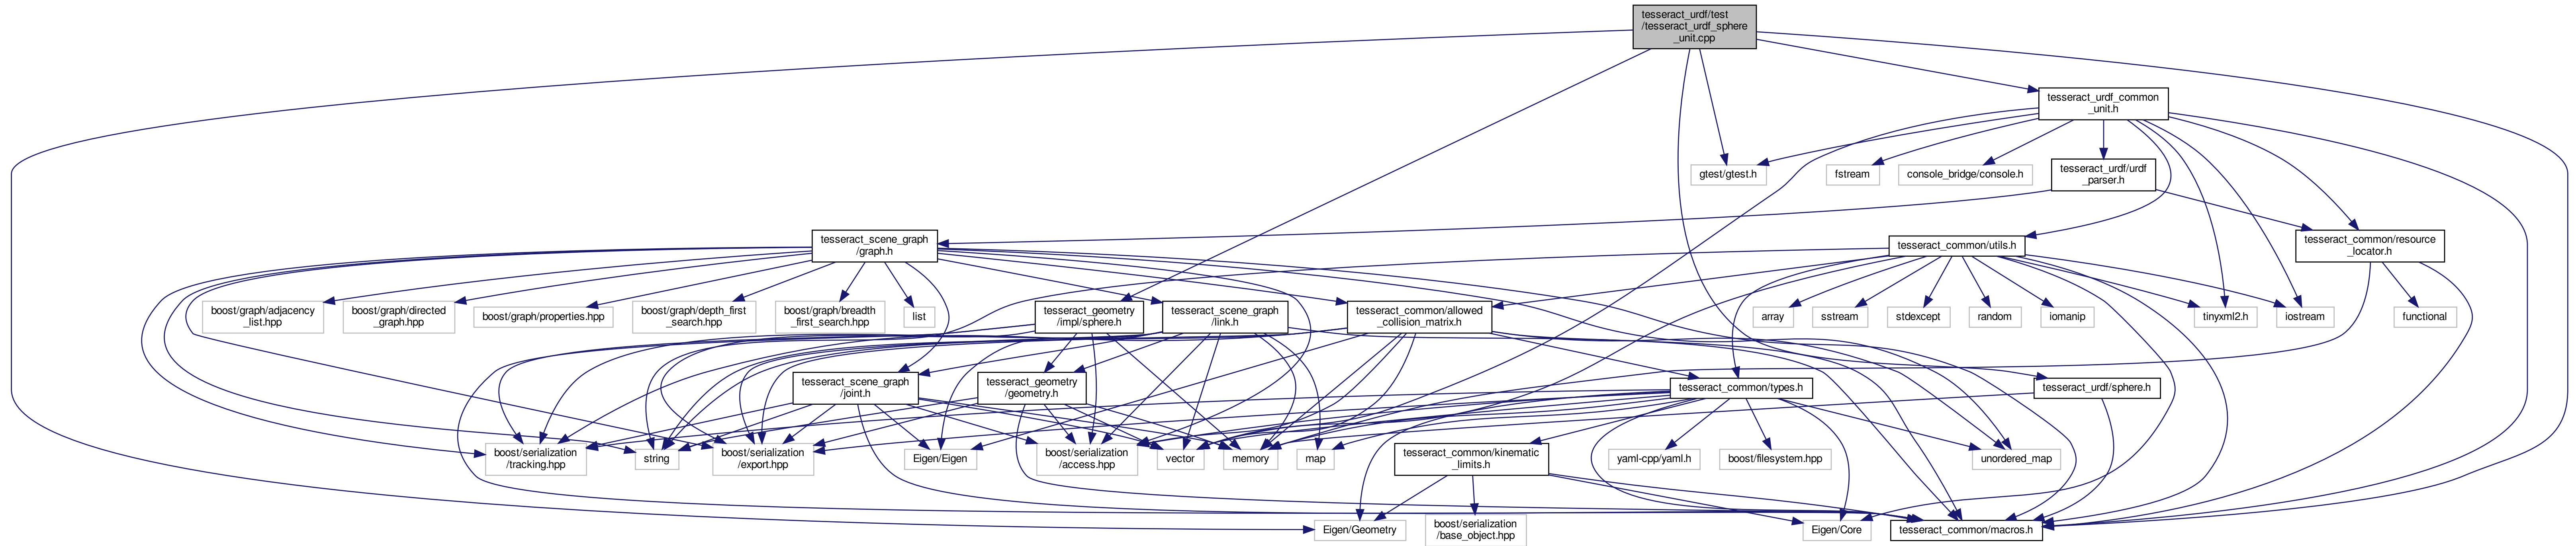 tesseract_urdf/test
/tesseract_urdf_sphere
_unit.cpp
tesseract_urdf_common
_unit.h
gtest/gtest.h
fstream
console_bridge/console.h
tesseract_urdf/urdf
_parser.h
tesseract_scene_graph
/graph.h
tesseract_common/utils.h
tesseract_common/resource
_locator.h
boost/graph/adjacency
_list.hpp
boost/graph/directed
_graph.hpp
boost/graph/properties.hpp
boost/graph/depth_first
_search.hpp
boost/graph/breadth
_first_search.hpp
list
tesseract_geometry
/impl/sphere.h
tesseract_scene_graph
/link.h
tesseract_common/allowed
_collision_matrix.h
array
sstream
stdexcept
random
iomanip
tinyxml2.h
iostream
functional
tesseract_scene_graph
/joint.h
tesseract_geometry
/geometry.h
tesseract_common/types.h
tesseract_urdf/sphere.h
boost/serialization
/tracking.hpp
string
boost/serialization
/export.hpp
Eigen/Eigen
boost/serialization
/access.hpp
vector
memory
map
tesseract_common/kinematic
_limits.h
yaml-cpp/yaml.h
boost/filesystem.hpp
unordered_map
Eigen/Geometry
boost/serialization
/base_object.hpp
Eigen/Core
tesseract_common/macros.h